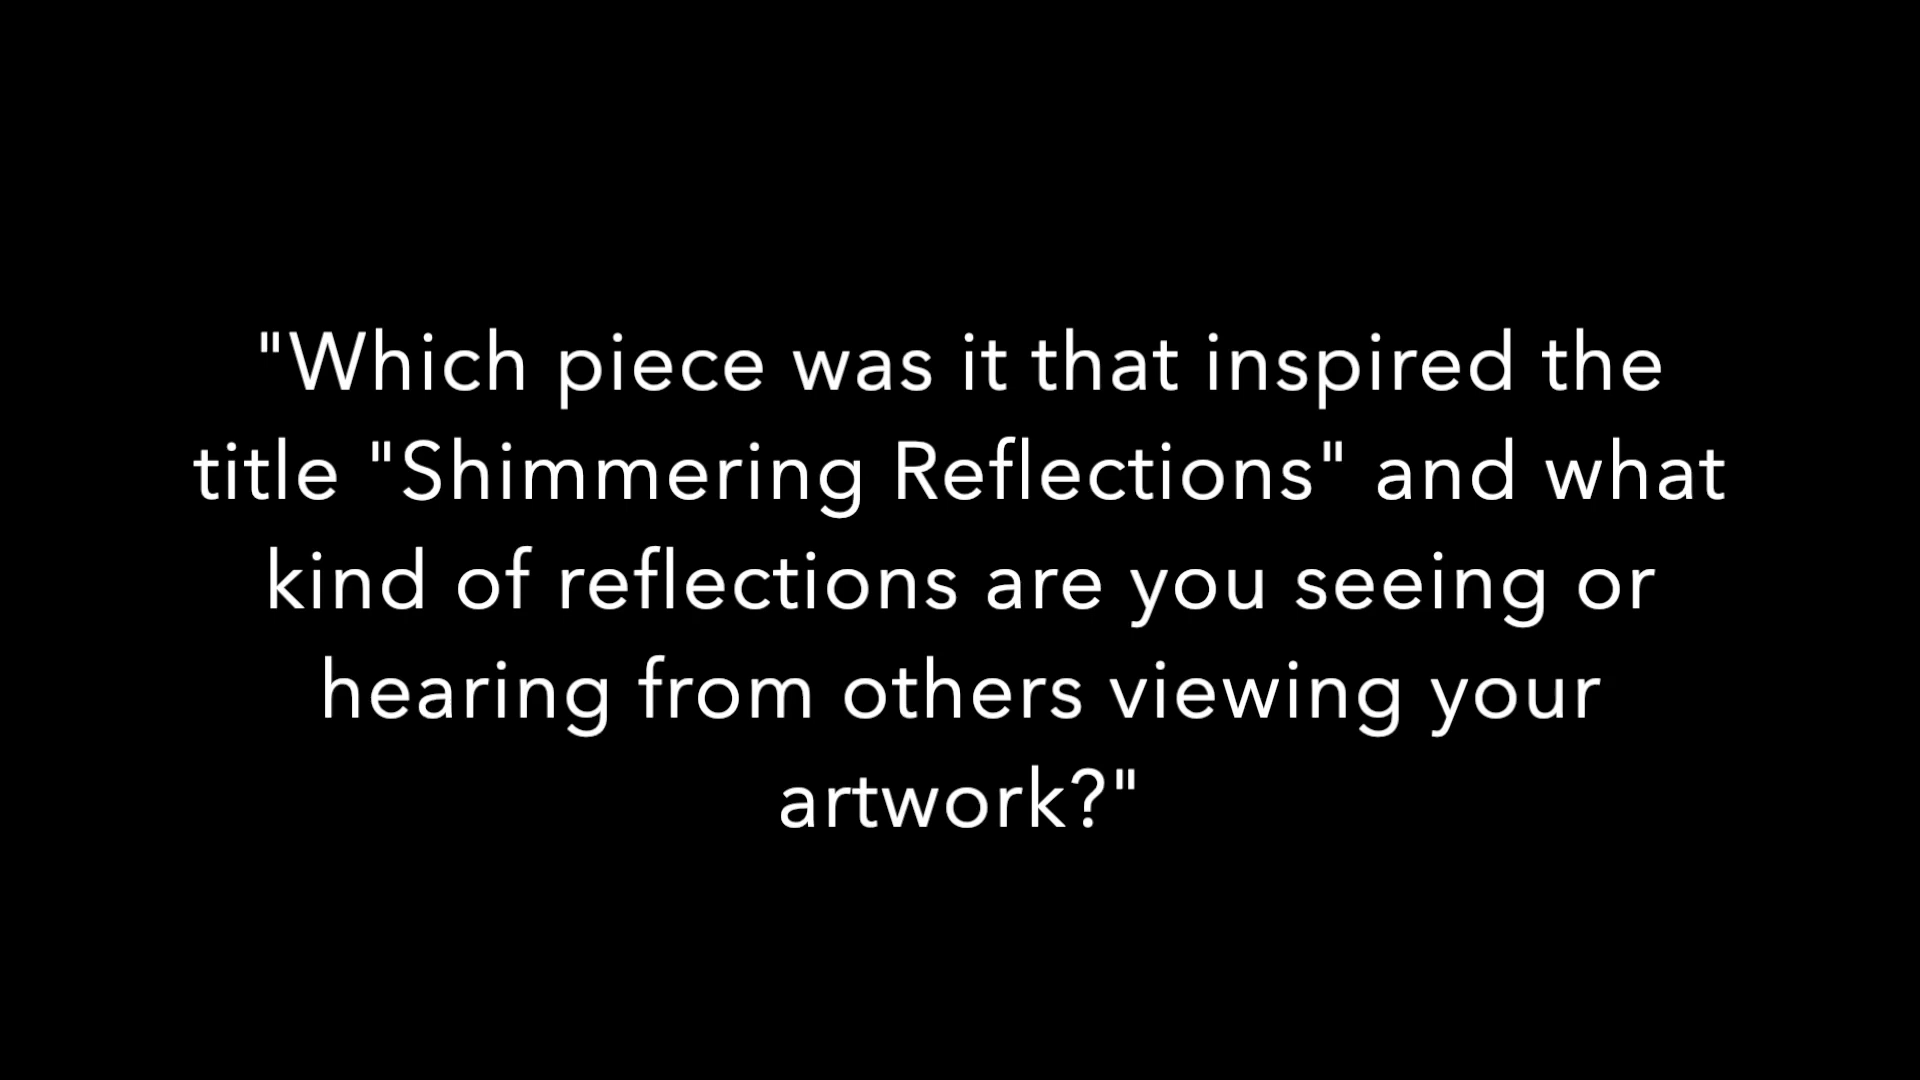 "Which piece was it that inspired the
title "Shimmering Reflections" and what
kind of reflections are you seeing or
hearing from others viewing your
artwork?"